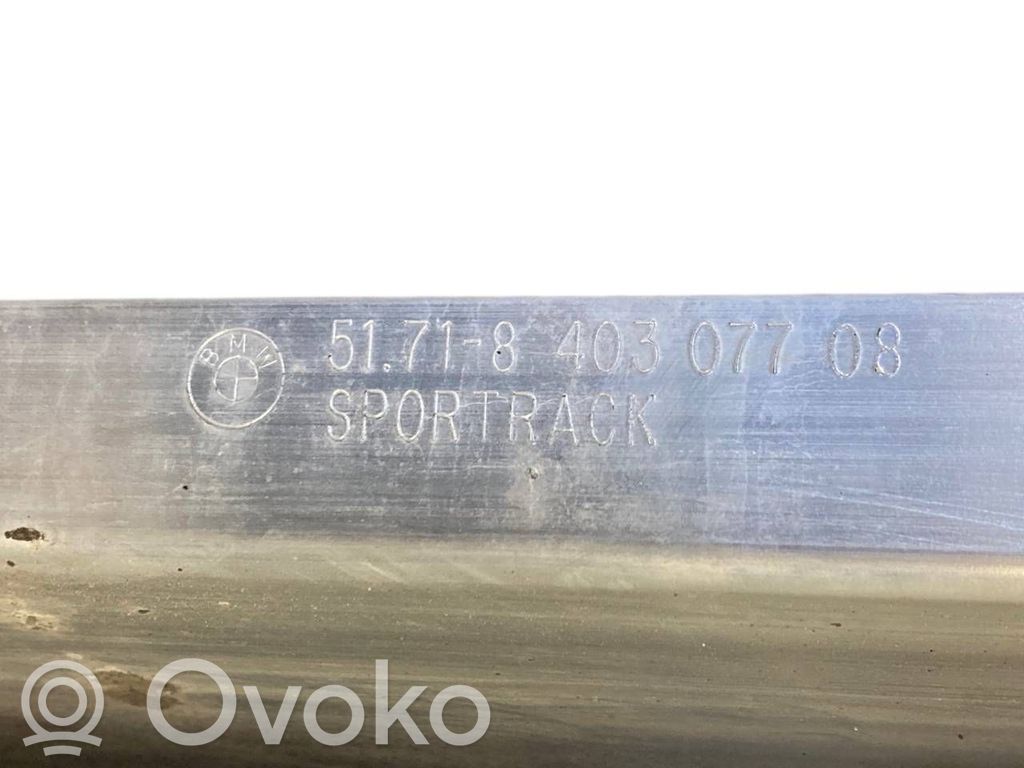 BMW
51.71-8 403 077 08
SPORTRACK
Ovoko